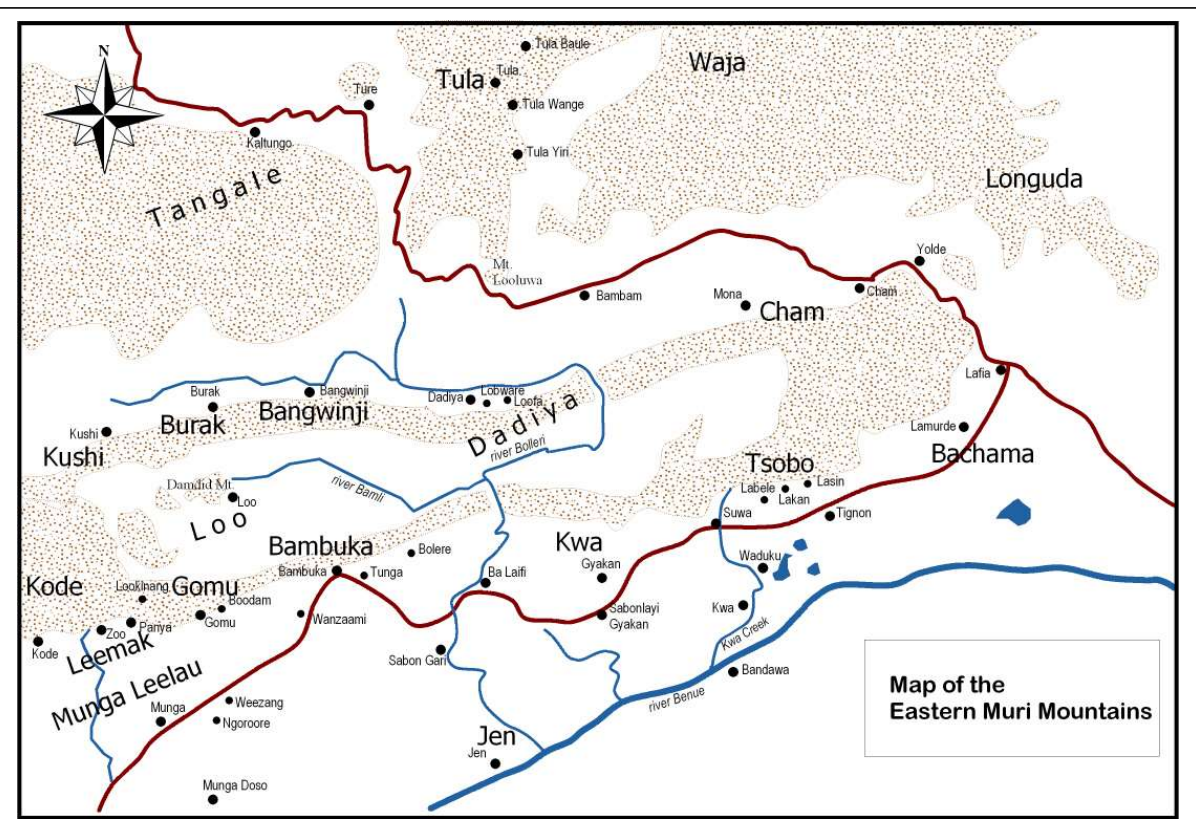 N
Tula Baule
Waja
Tula
Tula
Ture
Tula Wange
Kaltungo
Tula Yiri
Tangale
Longuda
Yolde
Mt.
Looluwa
Bambam
Mona
Cham
Cham
Lafia
Burak
Bangwinji
Dadiya
Lobware
Loofa
Burak
Bangwinji
Dadiya
Kushi
Kushi
river Bolleri
Lamurde
Bachama
Tsobo
Damdid Mt.
river Bamli
Labele
Lasin
Lakan
Loo
Loo
Suwa
Tignon
Bambuka
Bolere
Kwa
Gyakan
Waduku
Kode
Looklnang
Gomu
Bambuka
Tunga
Ba Laifi
Boodam
Zoo
Panya
Gomu
Wanzaami
Sabonlayi
Gyakan
Kwa
Kwa Creek
Kode
Leemak
Sabon Gari
Bandawa
Munga Leelau
Weezang
Munga
Ngoroore
river Benue
Jen
Jen
Munga Doso
Map of the
Eastern Muri Mountains